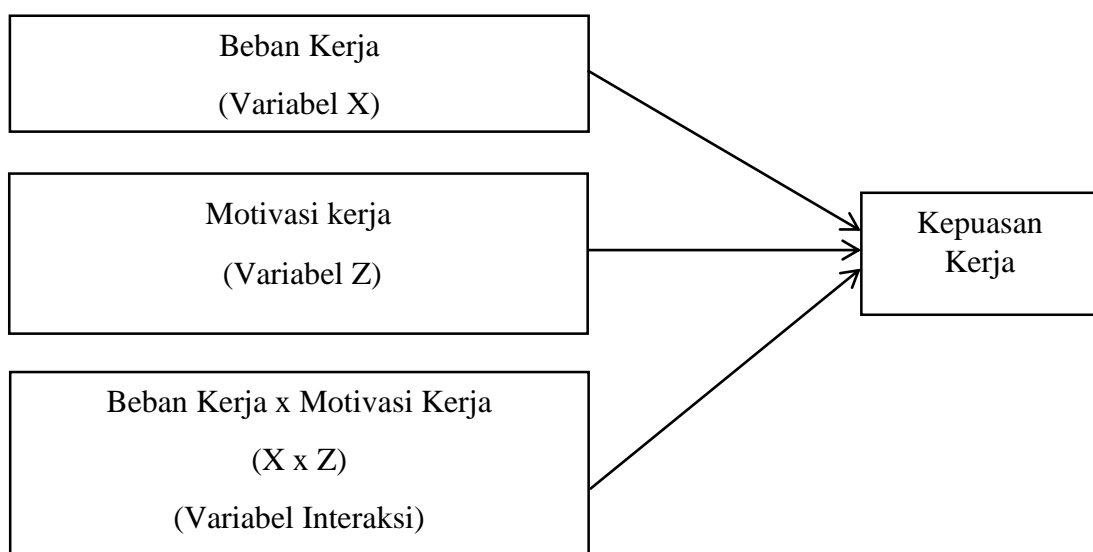 Beban Kerja
(Variabel X)
Motivasi kerja
(Variabel Z)
Beban Kerja x Motivasi Kerja
(X x Z)
(Variabel Interaksi)
Kepuasan
Kerja